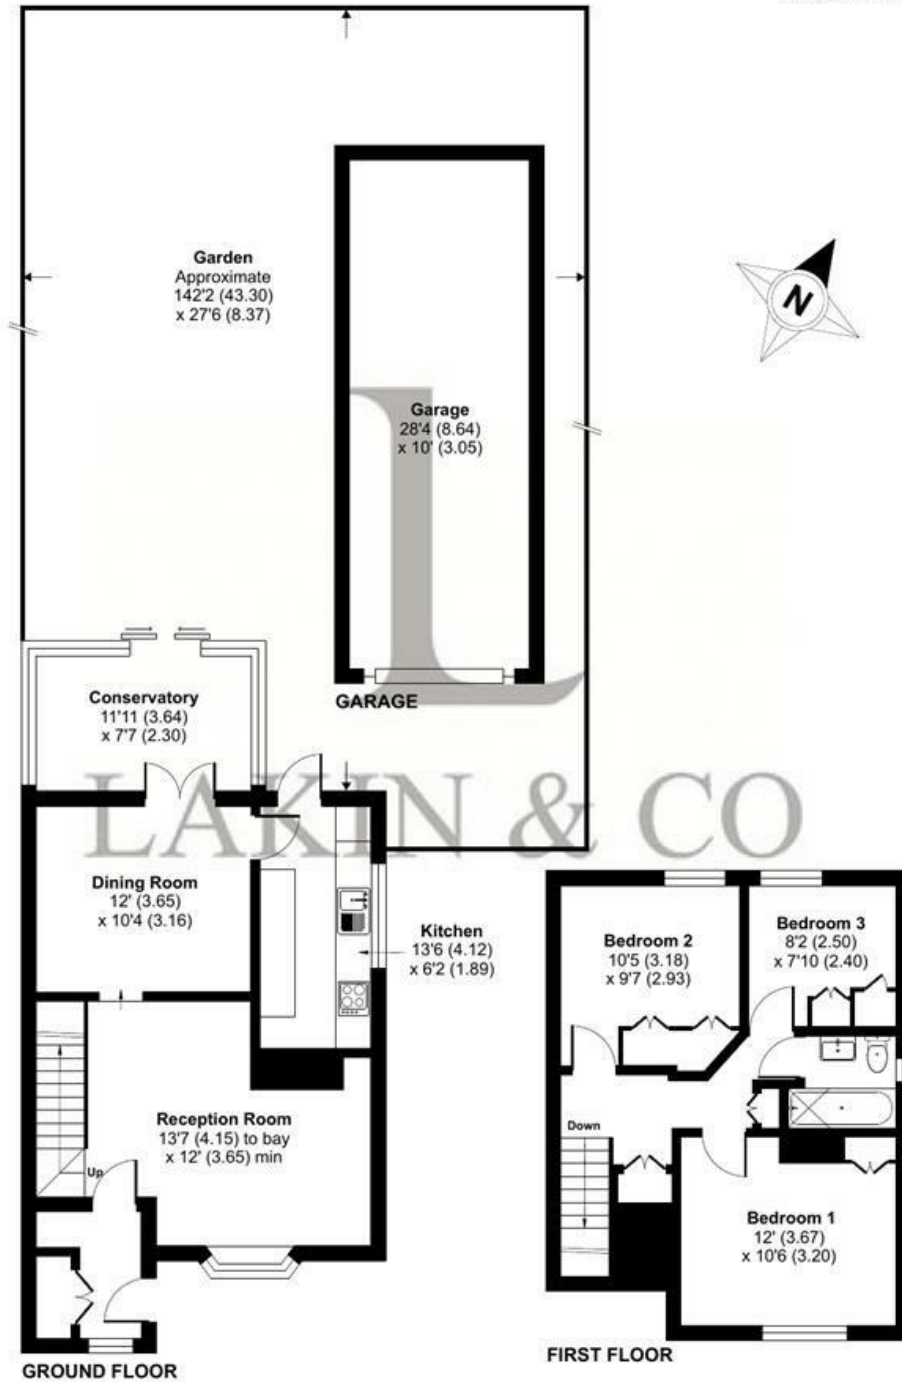 Garden
Approximate
142'2 (43.30)
x 27'6 (8.37)
N
Garage
28'4 (8.64)
x 10' (3.05)
GARAGE
Conservatory
11'11 (3.64)
x 7'7 (2.30)
L
LAKIN & CO
Dining Room
12' (3.65)
x 10'4 (3.16)
Kitchen
13'6 (4.12)
x 6'2 (1.89)
Reception Room
13'7 (4.15) to bay
x 12' (3.65) min
Up
GROUND FLOOR
Bedroom 2
10'5 (3.18)
x 9'7 (2.93)
Bedroom 3
8'2 (2.50)
x 7'10 (2.40)
Down
Bedroom 1
12' (3.67)
x 10'6 (3.20)
FIRST FLOOR